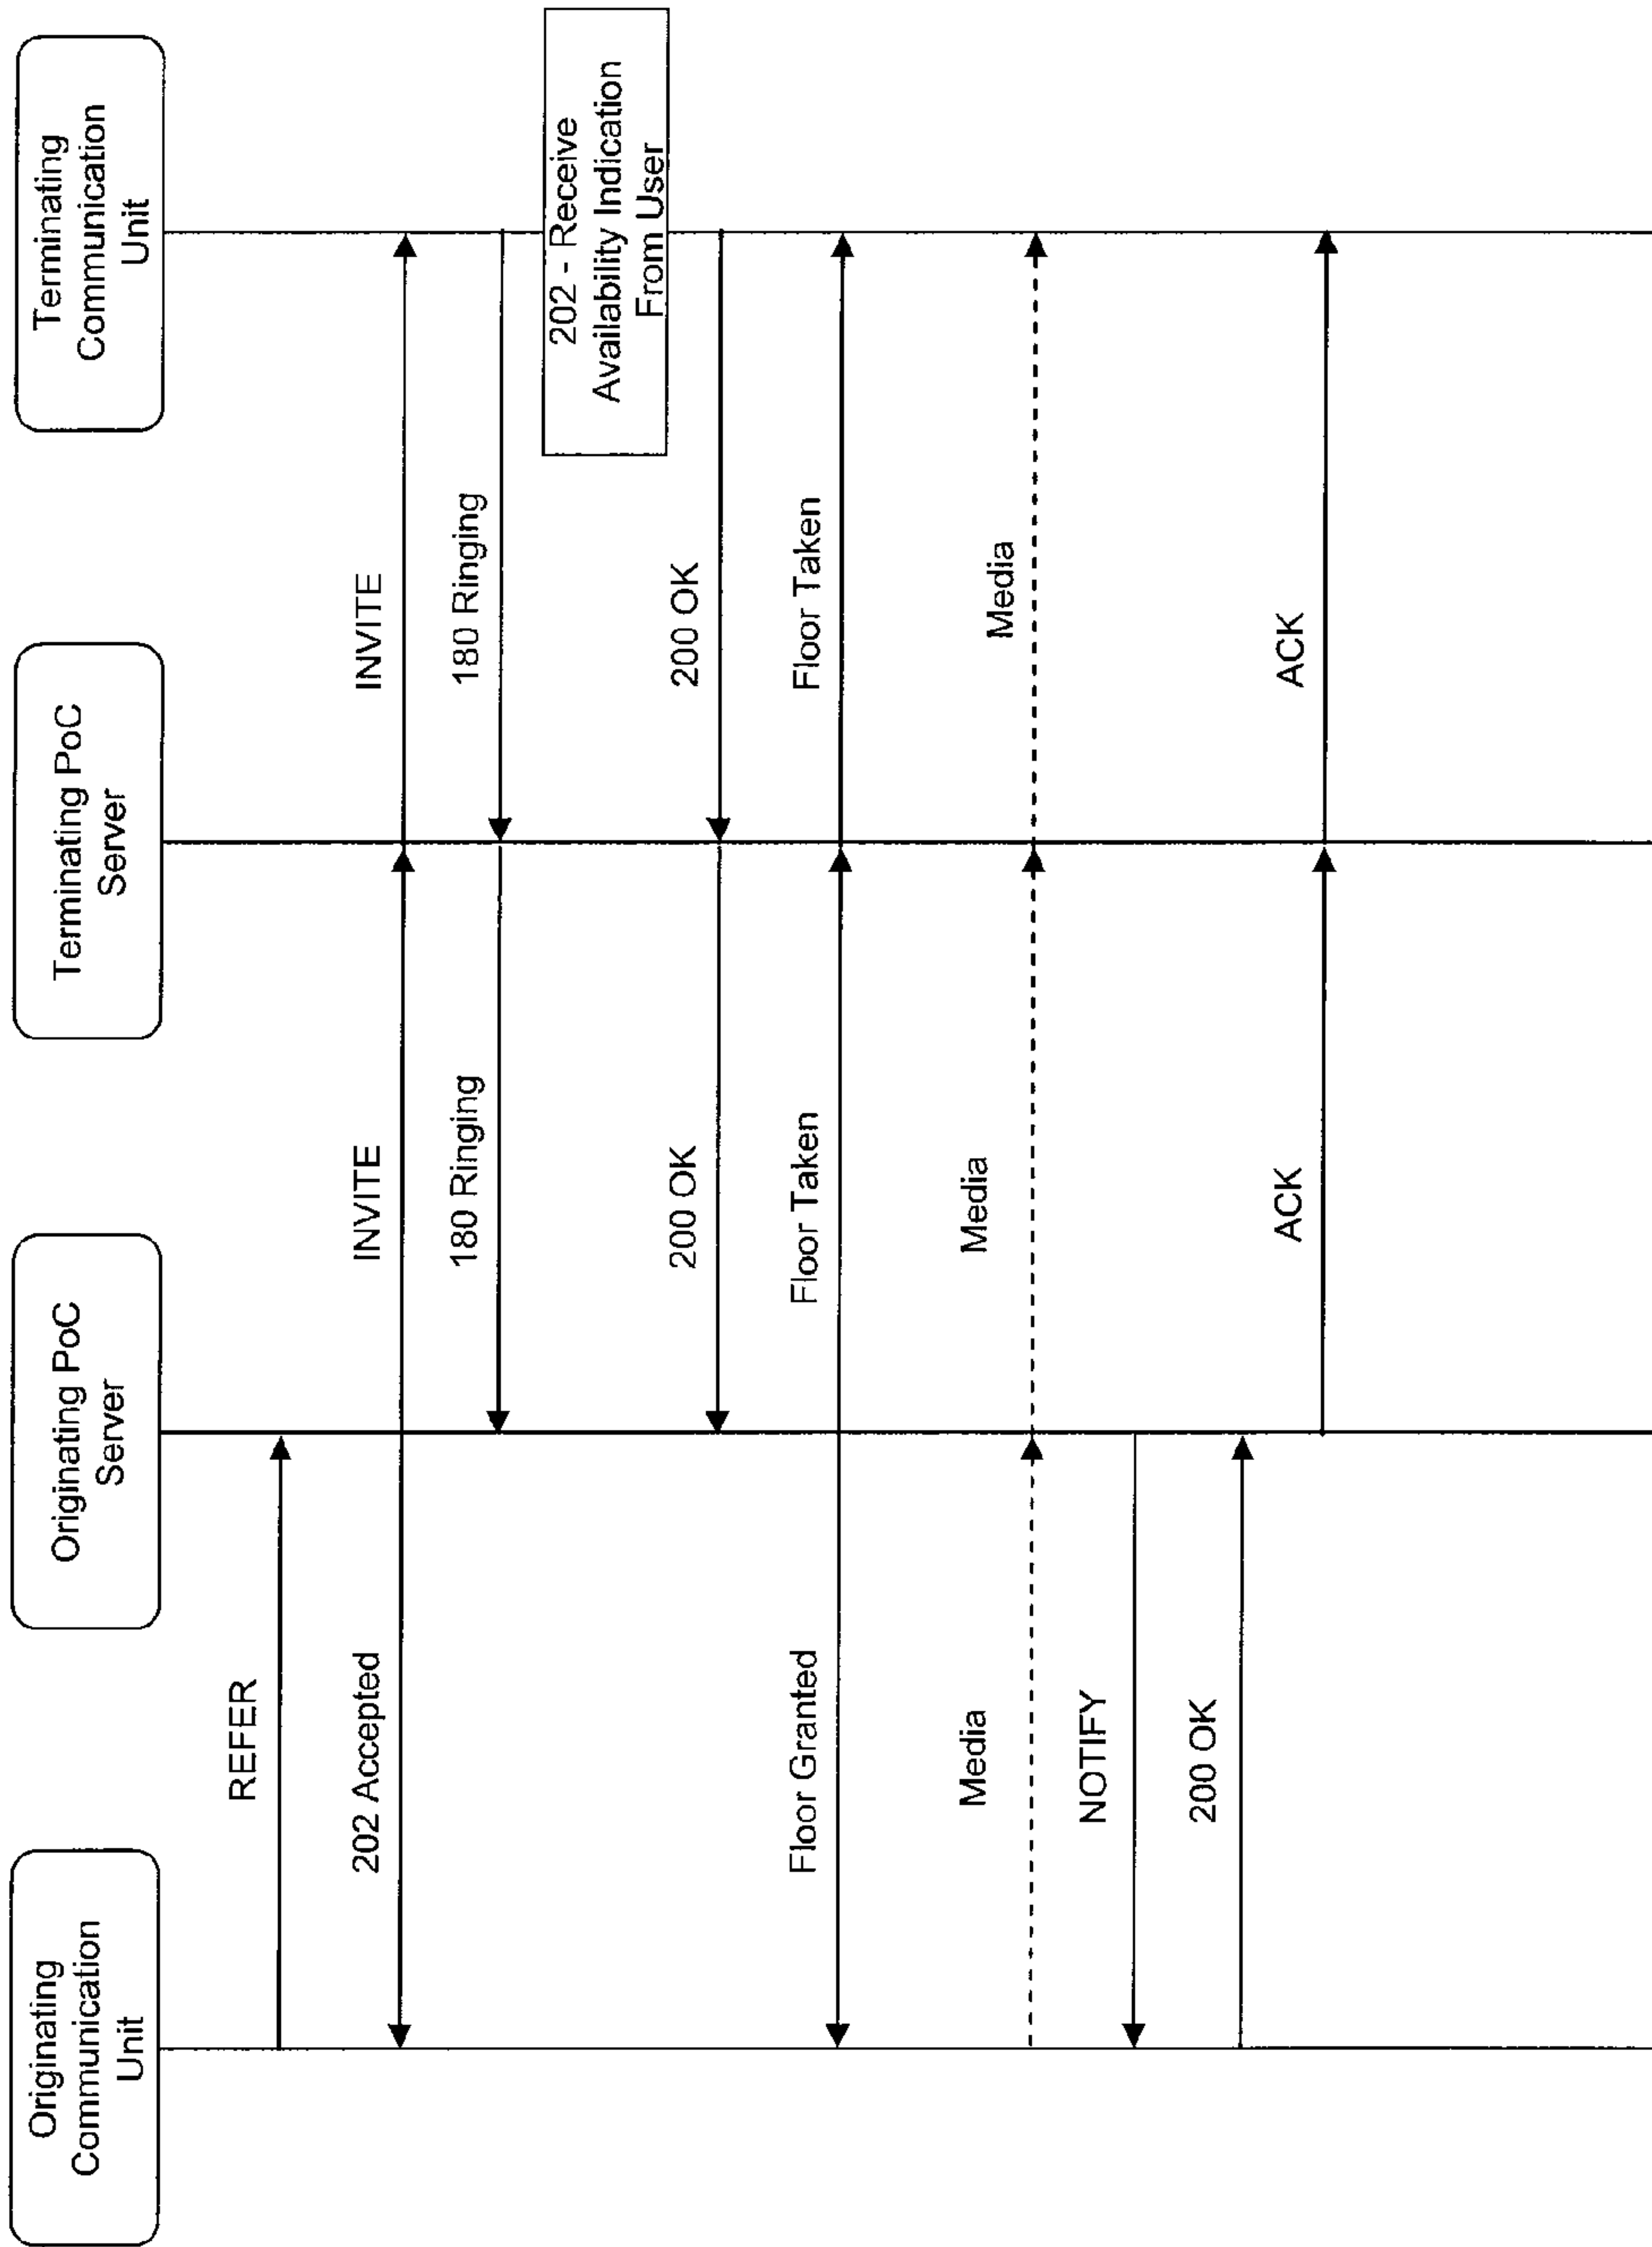 Originating
Communication
Unit
Originating PoC
Server
Terminating PoC
Server
Terminating
Communication
Unit
REFER
202 Accepted
INVITE
INVITE
180 Ringing
180 Ringing
202 - Receive
Availability Indication
From User
200 OK
200 OK
Floor Granted
Floor Taken
Floor Taken
Media
Media
Media
NOTIFY
200 OK
ACK
ACK